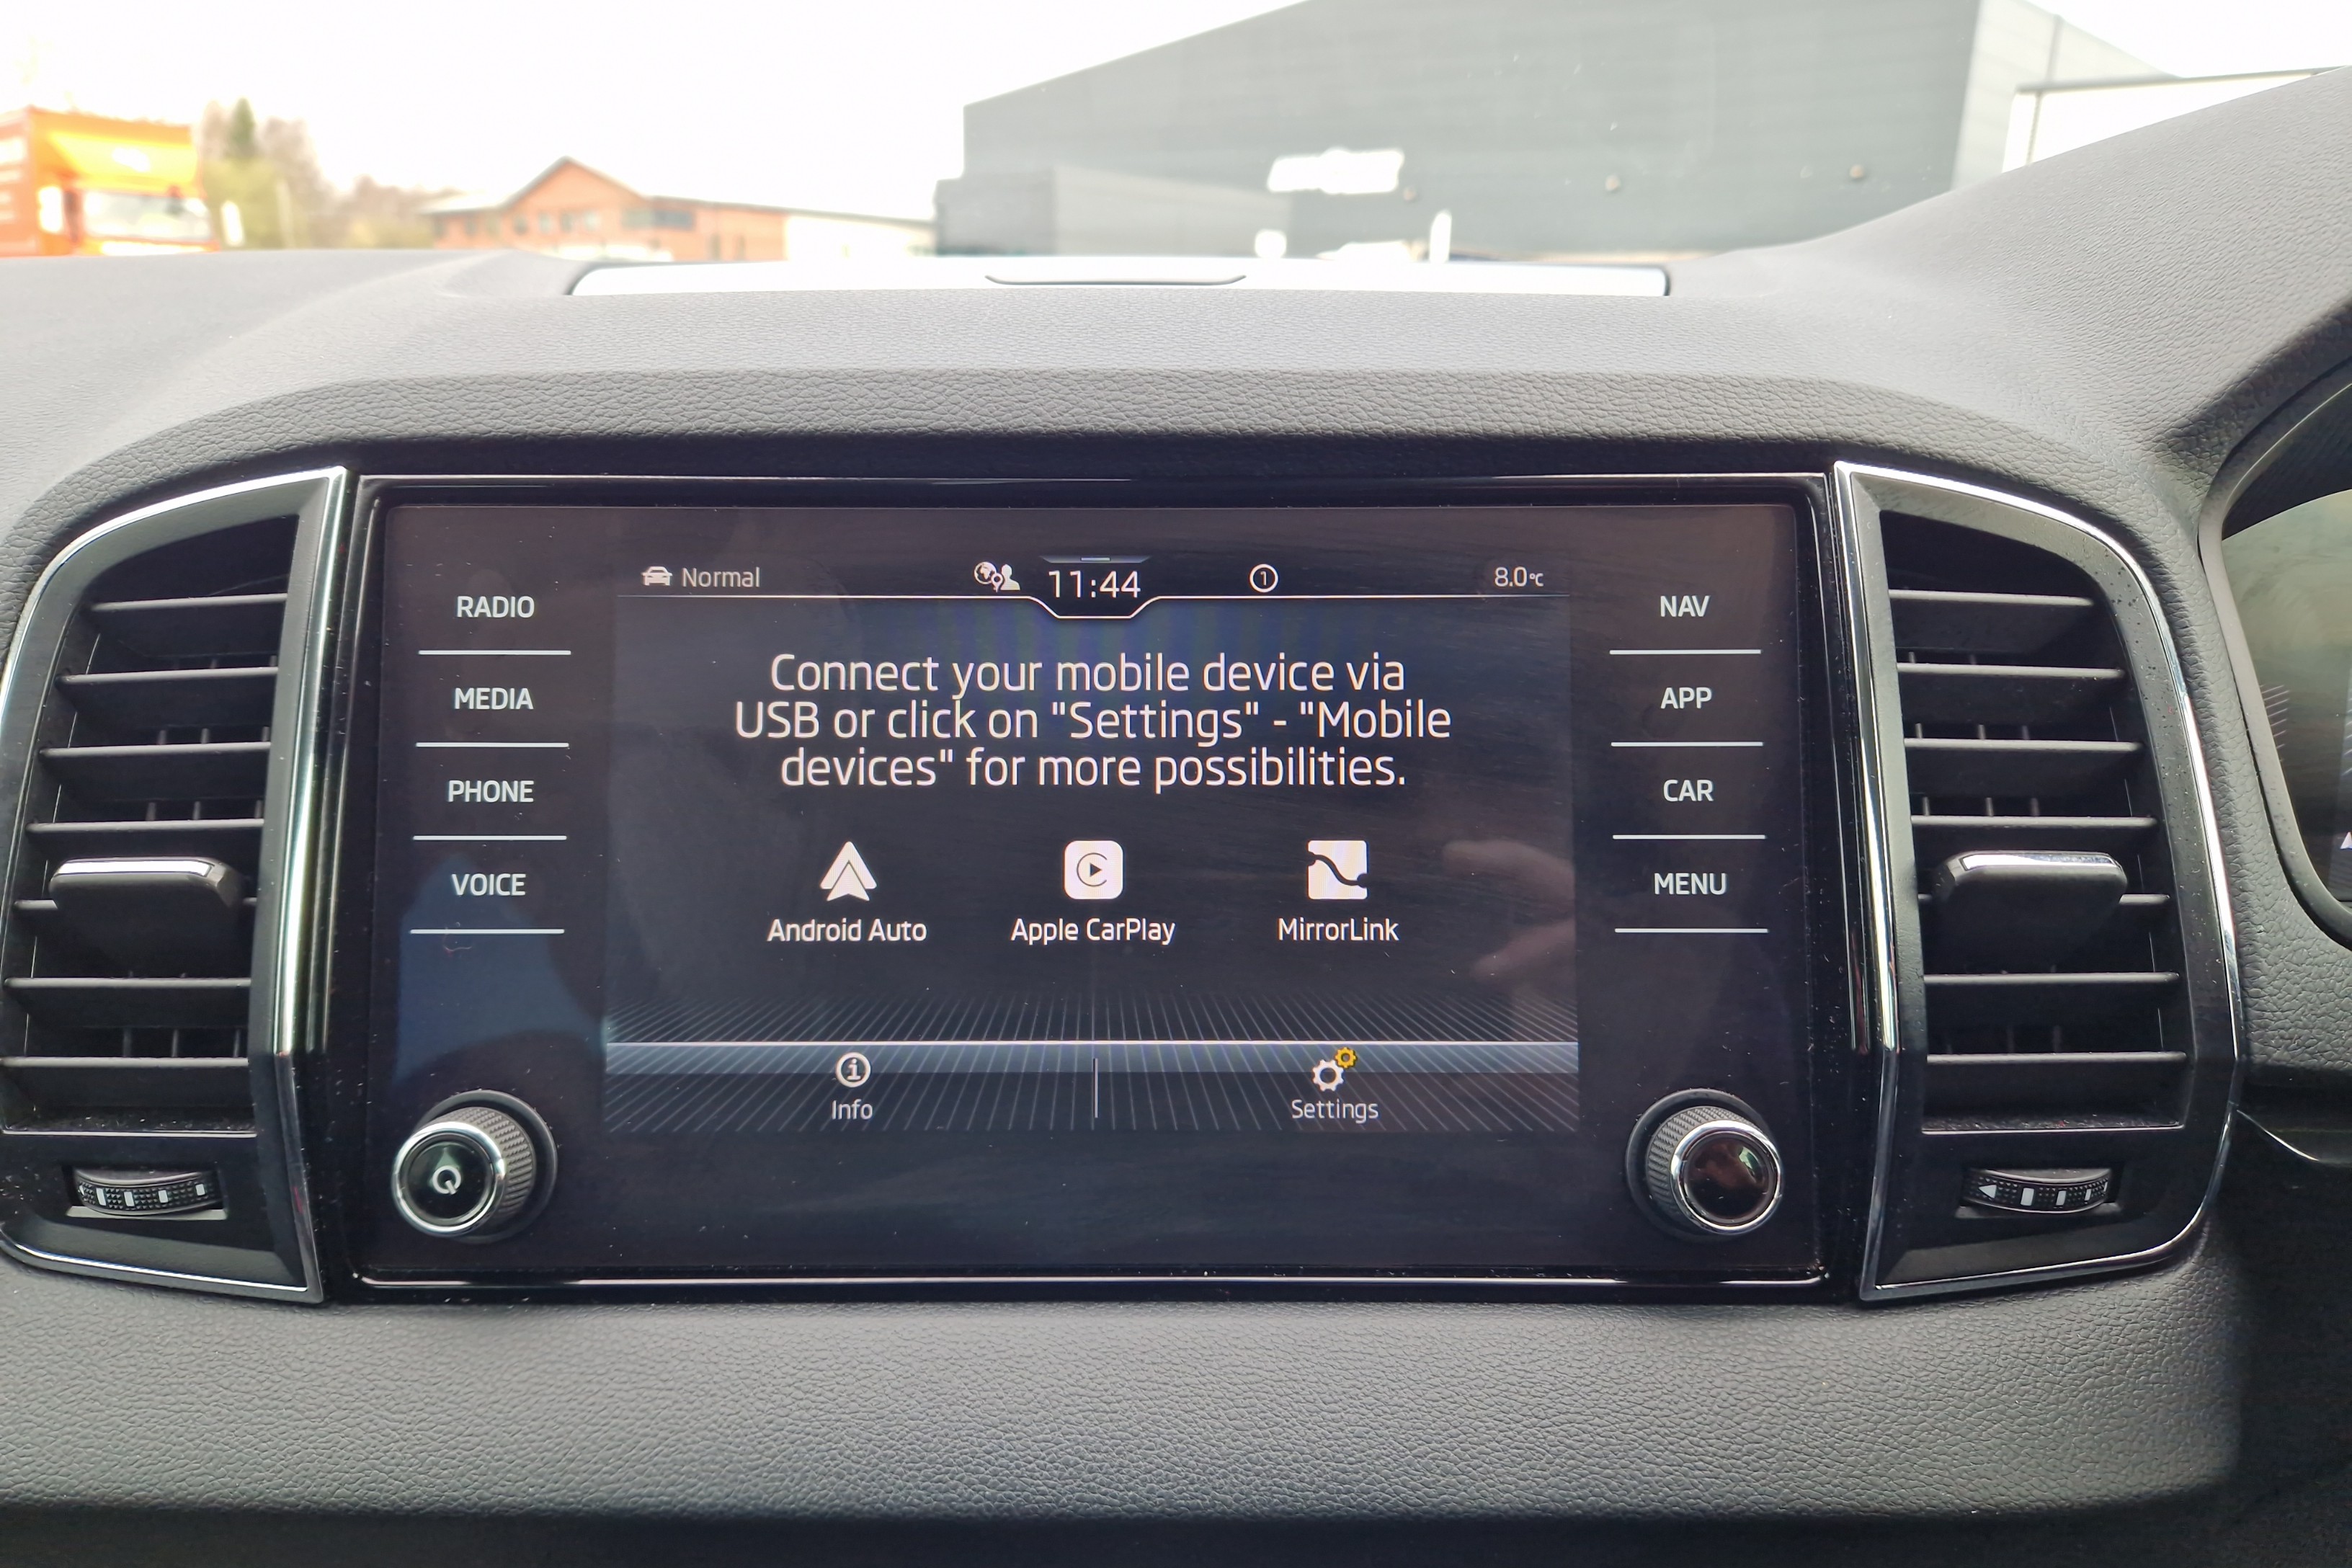 Normal
11:44
1
8.0°C
RADIO
MEDIA
PHONE
VOICE
Connect your mobile device via
USB or click on "Settings" - "Mobile
devices" for more possibilities.
Android Auto
Apple CarPlay
MirrorLink
Info
Settings
NAV
APP
CAR
MENU